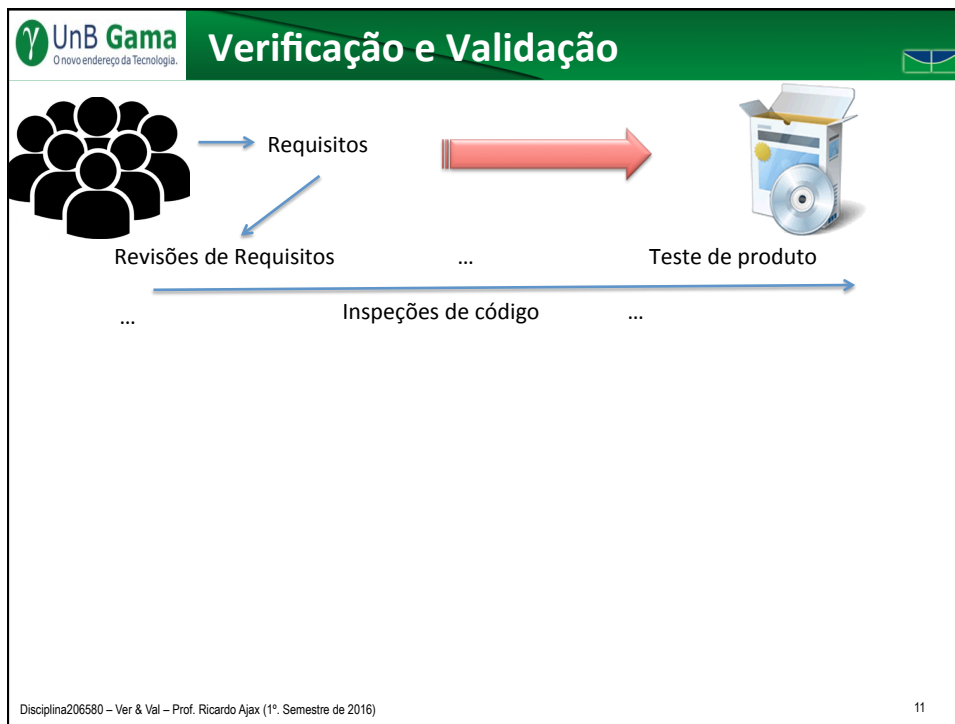 γ UnB Gama
O novo endereço da Tecnologia.
Verificação e Validação
Requisitos
Revisões de Requisitos ... Teste de produto
... Inspeções de código ...
Disciplina206580 – Ver & Val – Prof. Ricardo Ajax (1º. Semestre de 2016) 11